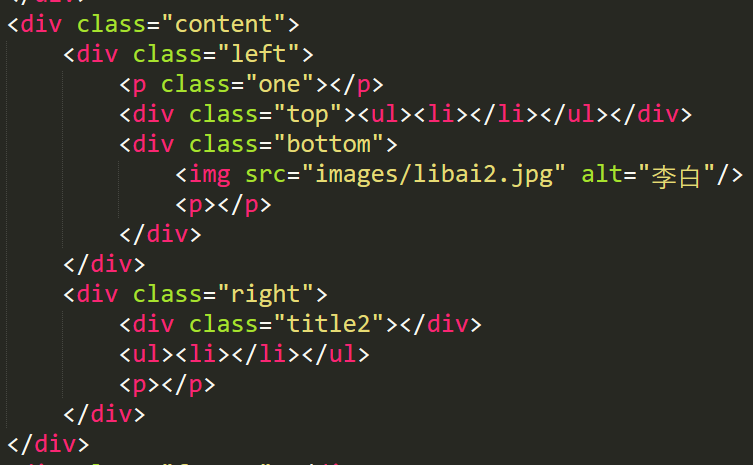 <div class="content">
<div class="left">
<p class="one"></p>
<div class="top"><ul><li></li></ul></div>
<div class="bottom">
<img src="images/libai2.jpg" alt="李白"/>
<p></p>
</div>
</div>
<div class="right">
<div class="title2"></div>
<ul><li></li></ul>
<p></p>
</div>
</div>